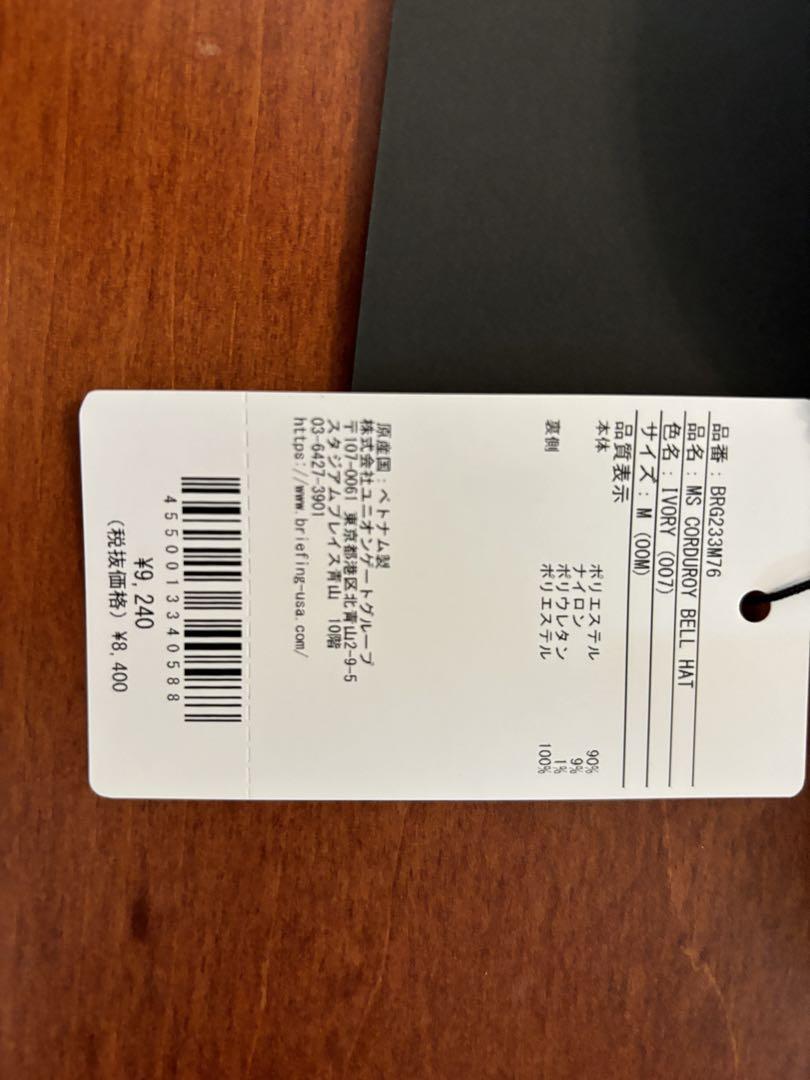 品番：BRG233M76
品名：MS CORDUROY BELL HAT
色名：IVORY (007)
サイズ：M (00M)
品質表示
本体 ポリエステル 90%
ナイロン 9%
ポリウレタン 1%
裏側 ポリエステル 100%
原産国：ベトナム製
株式会社ユニオンゲートグループ
〒107-0061 東京都港区北青山2-9-5
スタジアムプレイス青山 10階
03-6427-3901
https://www.briefing-usa.com/
4550013340588
¥9,240
(税抜価格) ¥8,400